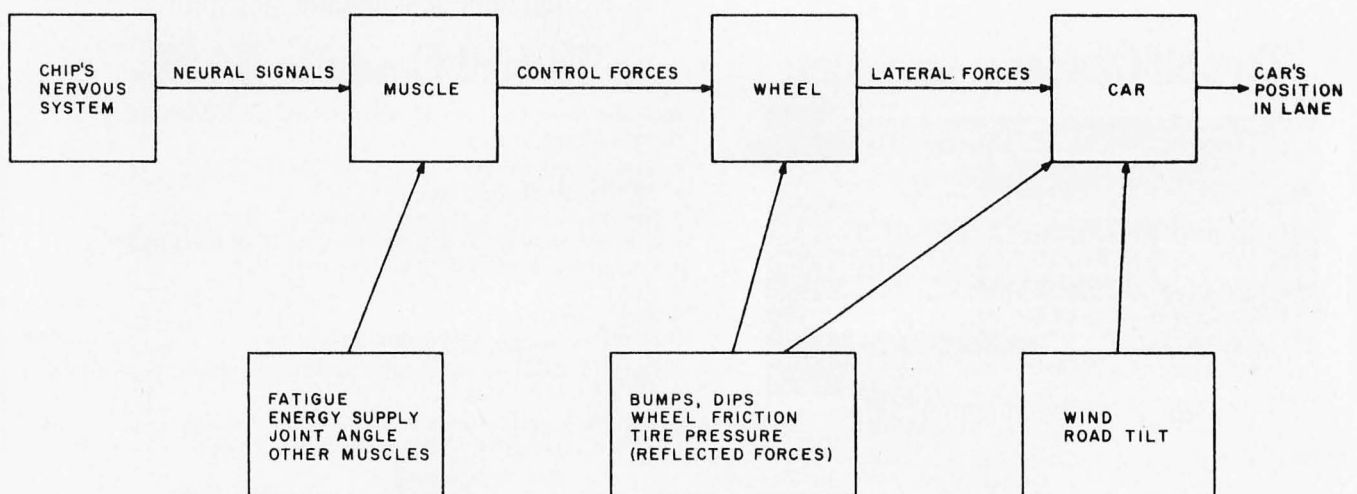 CHIP'S
NERVOUS
SYSTEM
NEURAL SIGNALS
MUSCLE
CONTROL FORCES
WHEEL
LATERAL FORCES
CAR
CAR'S
POSITION
IN LANE
FATIGUE
ENERGY SUPPLY
JOINT ANGLE
OTHER MUSCLES
BUMPS, DIPS
WHEEL FRICTION
TIRE PRESSURE
(REFLECTED FORCES)
WIND
ROAD TILT